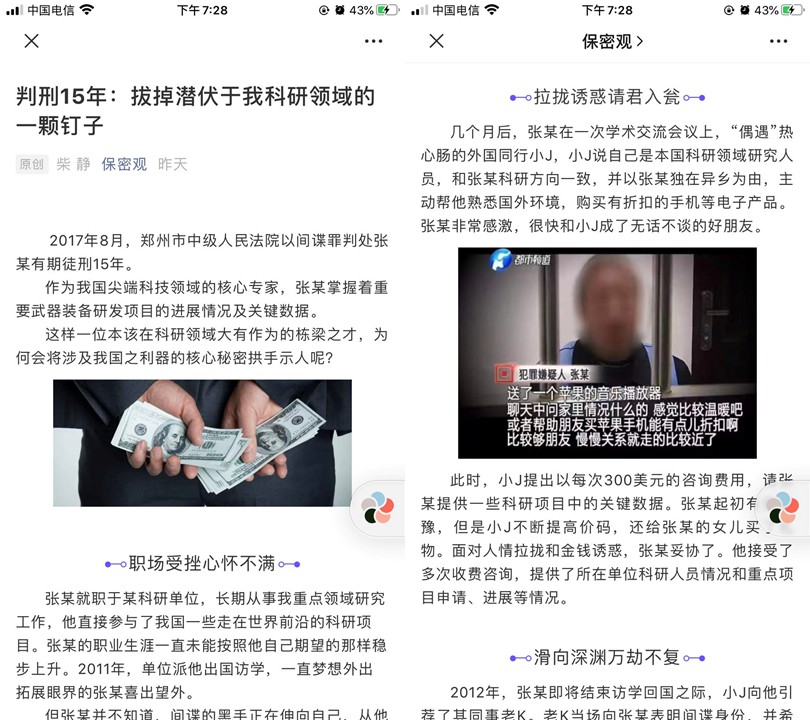 中国电信
下午7:28
43%
判刑15年：拔掉潜伏于我科研领域的
一颗钉子
原创 柴静 保密观 昨天
2017年8月，郑州市中级人民法院以间谍罪判处张
某有期徒刑15年。
作为我国尖端科技领域的核心专家，张某掌握着重
要武器装备研发项目的进展情况及关键数据。
这样一位本该在科研领域大有作为的栋梁之才，为
何会将涉及我国之利器的核心秘密拱手示人呢？
职场受挫心怀不满
张某就职于某科研单位，长期从事我重点领域研究
工作，他直接参与了我国一些走在世界前沿的科研项
目。张某的职业生涯一直未能按照他自己期望的那样稳
步上升。2011年，单位派他出国访学，一直梦想外出
拓展眼界的张某喜出望外。
但张某并不知道，间谍的黑手正在伸向自己，从他
中国电信
下午7:28
43%
保密观
拉拢诱惑请君入瓮
几个月后，张某在一次学术交流会议上，“偶遇”热
心肠的外国同行小J，小J说自己是本国科研领域研究人
员，和张某科研方向一致，并以张某独在异乡为由，主
动帮他熟悉国外环境，购买有折扣的手机等电子产品。
张某非常感激，很快和小J成了无话不谈的好朋友。
都市频道
犯罪嫌疑人 张某
送了一个苹果的音乐播放器
聊天中问家里情况什么的 感觉比较温暖吧
或者帮助朋友买苹果手机能有点儿折扣啊
比较够朋友 慢慢关系就走的比较近了
此时，小J提出以每次300美元的咨询费用，请张
某提供一些科研项目中的关键数据。张某起初有
豫，但是小J不断提高价码，还给张某的女儿买
物。面对人情拉拢和金钱诱惑，张某妥协了。他接受了
多次收费咨询，提供了所在单位科研人员情况和重点项
目申请、进展等情况。
滑向深渊万劫不复
2012年，张某即将结束访学回国之际，小J向他引
荐了其同事老K。老K当场向张某表明间谍身份，并希